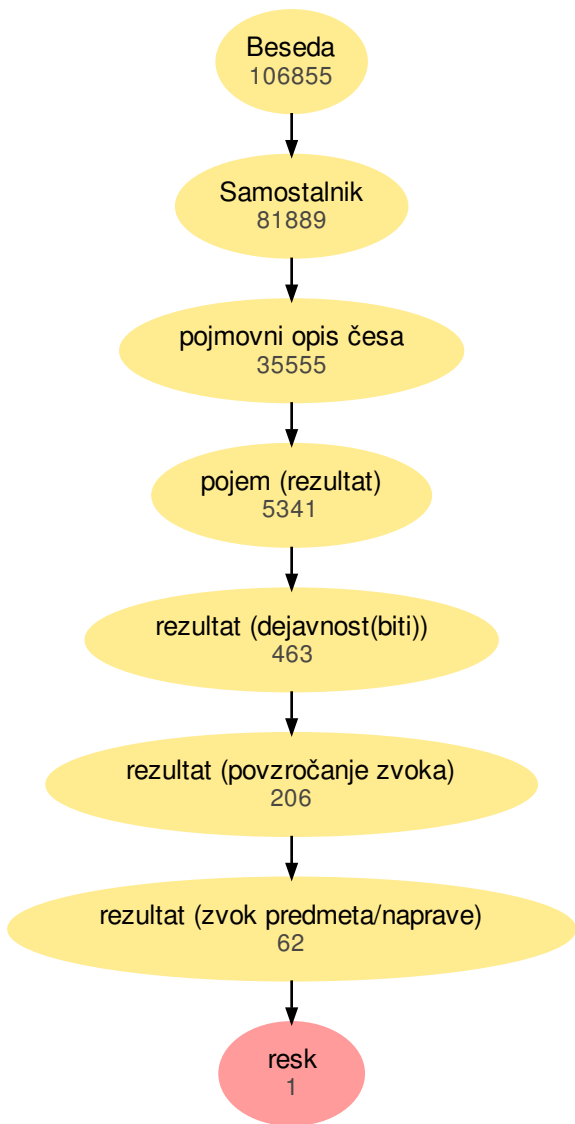 Beseda
106855
Samostalnik
81889
pojmovni opis česa
35555
pojem (rezultat)
5341
rezultat (dejavnost(biti))
463
rezultat (povzročanje zvoka)
206
rezultat (zvok predmeta/naprave)
62
resk
1